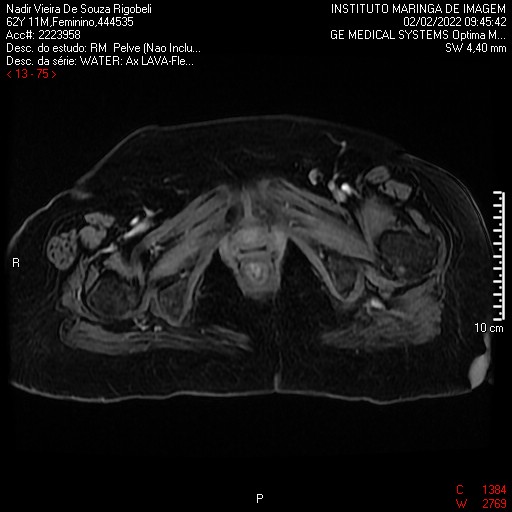 Nadir Vieira De Souza Rigobeli
62Y 11M,Feminino,444535
Acc#: 2223958
Desc. do estudo: RM Pelve (Nao Inclu...
Desc. da série: WATER: Ax LAVA-Fle...
< 13 - 75 >
INSTITUTO MARINGA DE IMAGEM
02/02/2022 09:45:42
GE MEDICAL SYSTEMS Optima M...
SW 4,40 mm
R
10 cm
P
C 1384
W 2769